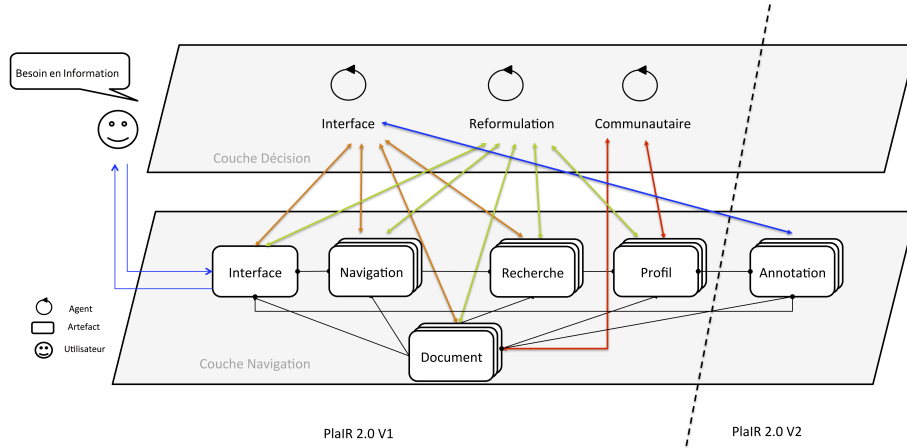 Besoin en Information
Interface
Reformulation
Communautaire
Couche Décision
Interface
Navigation
Recherche
Profil
Annotation
Agent
Artefact
Utilisateur
Document
Couche Navigation
PlaIR 2.0 V1
PlaIR 2.0 V2